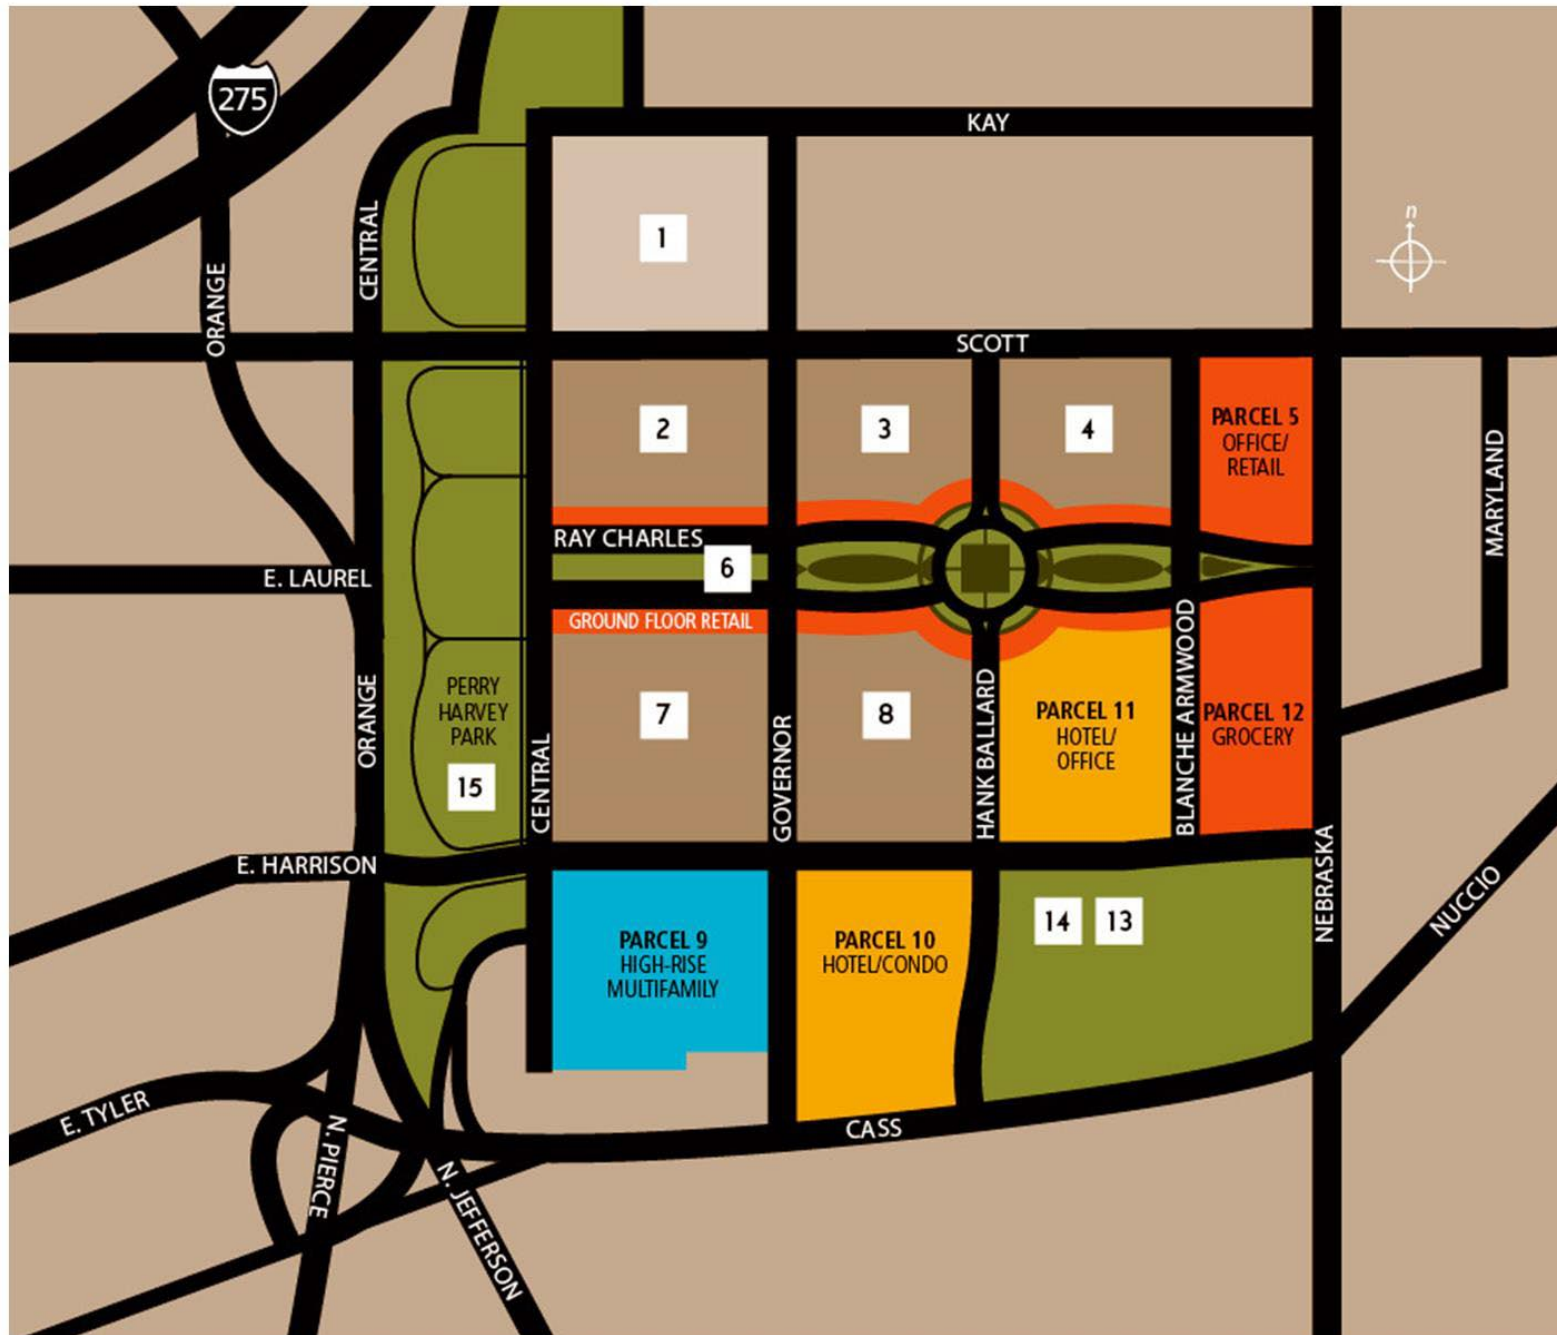 275
KAY
CENTRAL
1
n
ORANGE
SCOTT
2
3
4
PARCEL 5
OFFICE/
RETAIL
MARYLAND
RAY CHARLES
6
E. LAUREL
GROUND FLOOR RETAIL
PERRY
HARVEY
PARK
15
ORANGE
CENTRAL
7
GOVERNOR
8
HANK BALLARD
PARCEL 11
HOTEL/
OFFICE
BLANCHE ARMWOOD
PARCEL 12
GROCERY
NEBRASKA
NUCCIO
E. HARRISON
PARCEL 9
HIGH-RISE
MULTIFAMILY
PARCEL 10
HOTEL/CONDO
14
13
E. TYLER
N. PIERCE
N. JEFFERSON
CASS